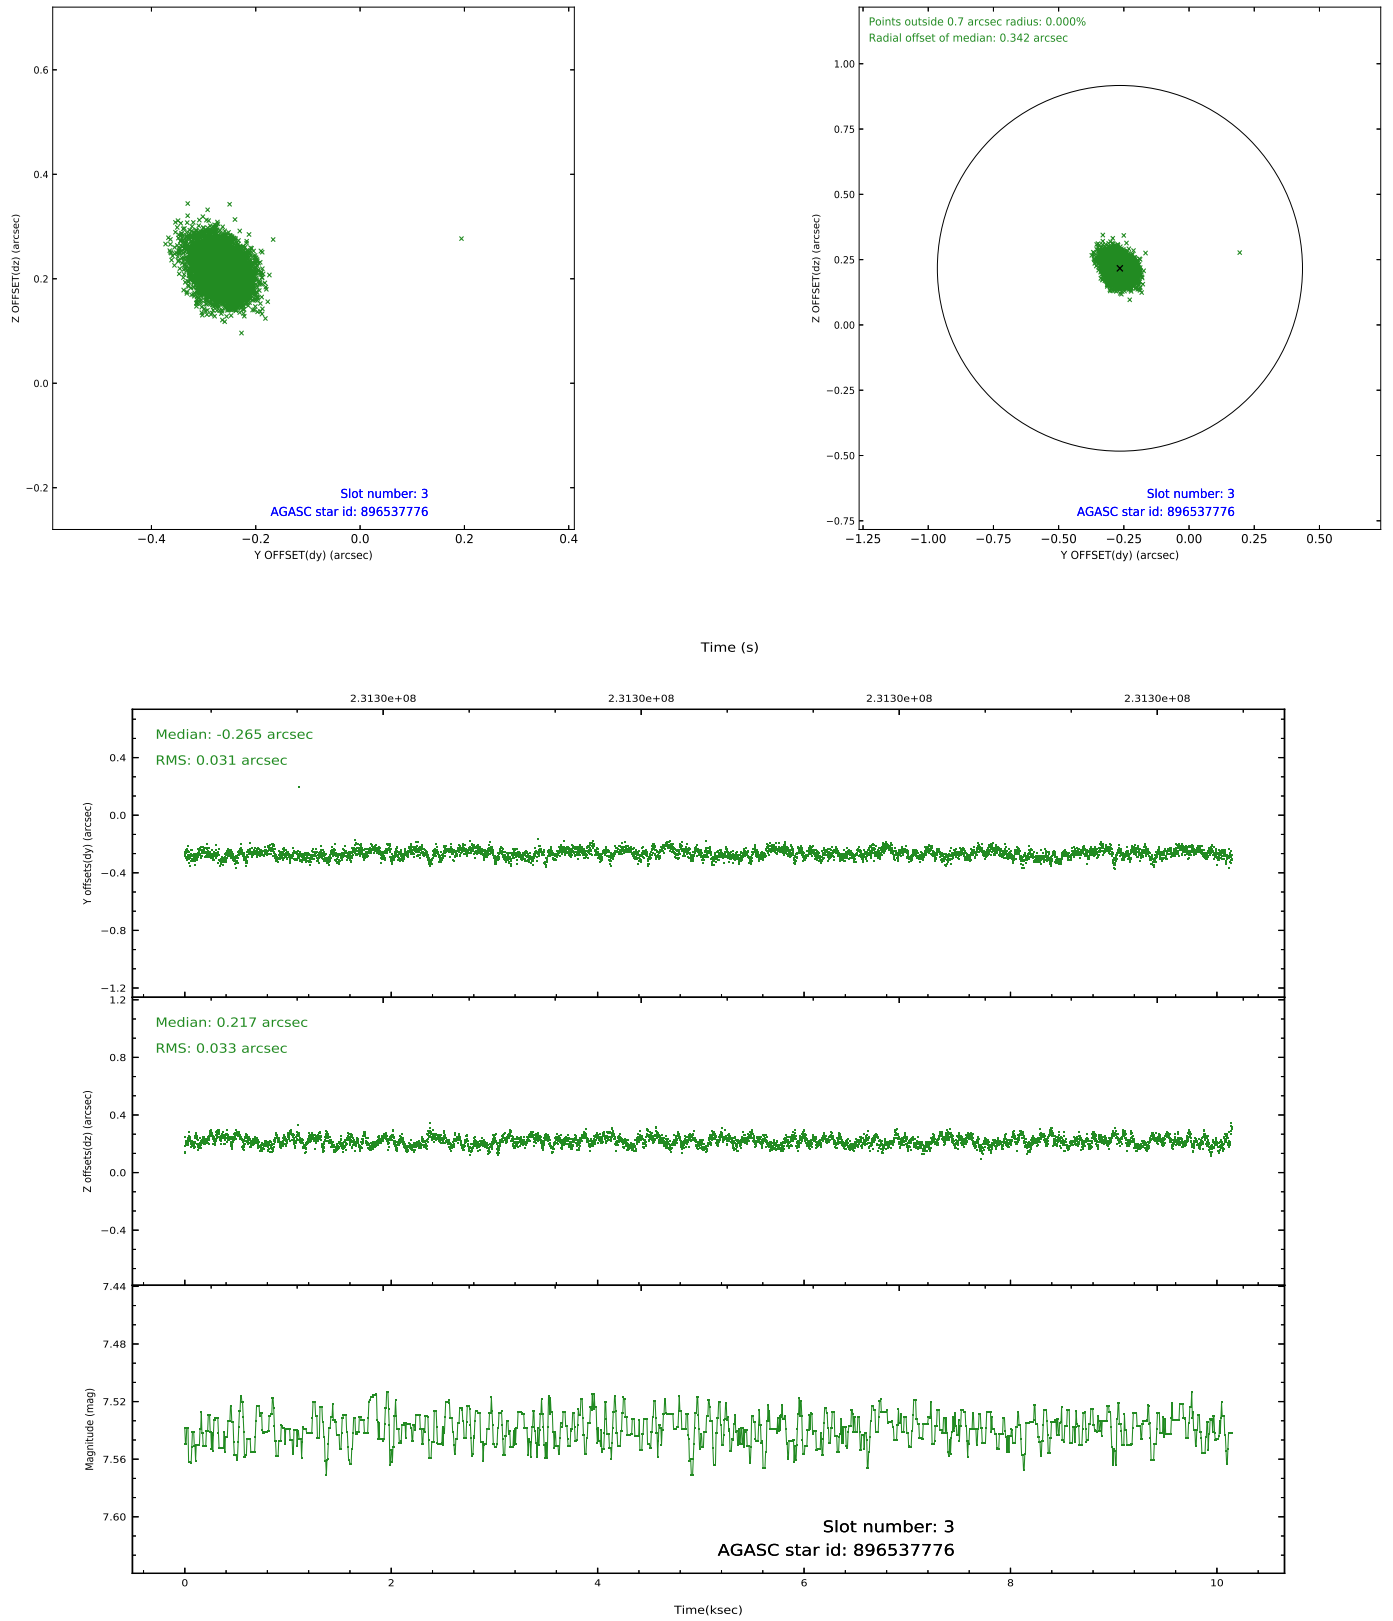 0.6
0.4
0.2
0.0
−0.2
−0.4
−0.2
0.0
0.2
0.4
Z OFFSET(dz) (arcsec)
Y OFFSET(dy) (arcsec)
Slot number: 3
AGASC star id: 896537776
Points outside 0.7 arcsec radius: 0.000%
Radial offset of median: 0.342 arcsec
1.00
0.75
0.50
0.25
0.00
−0.25
−0.50
−0.75
−1.25
−1.00
−0.75
−0.50
−0.25
0.00
0.25
0.50
Z OFFSET(dz) (arcsec)
Y OFFSET(dy) (arcsec)
Slot number: 3
AGASC star id: 896537776
Time (s)
2.3130e+08
2.3130e+08
2.3130e+08
2.3130e+08
Median: -0.265 arcsec
RMS: 0.031 arcsec
0.4
0.0
−0.4
−0.8
−1.2
Y offsets(dy) (arcsec)
Median: 0.217 arcsec
RMS: 0.033 arcsec
1.2
0.8
0.4
0.0
−0.4
Z offsets(dz) (arcsec)
7.44
7.48
7.52
7.56
7.60
Magnitude (mag)
Slot number: 3
AGASC star id: 896537776
0
2
4
6
8
10
Time(ksec)